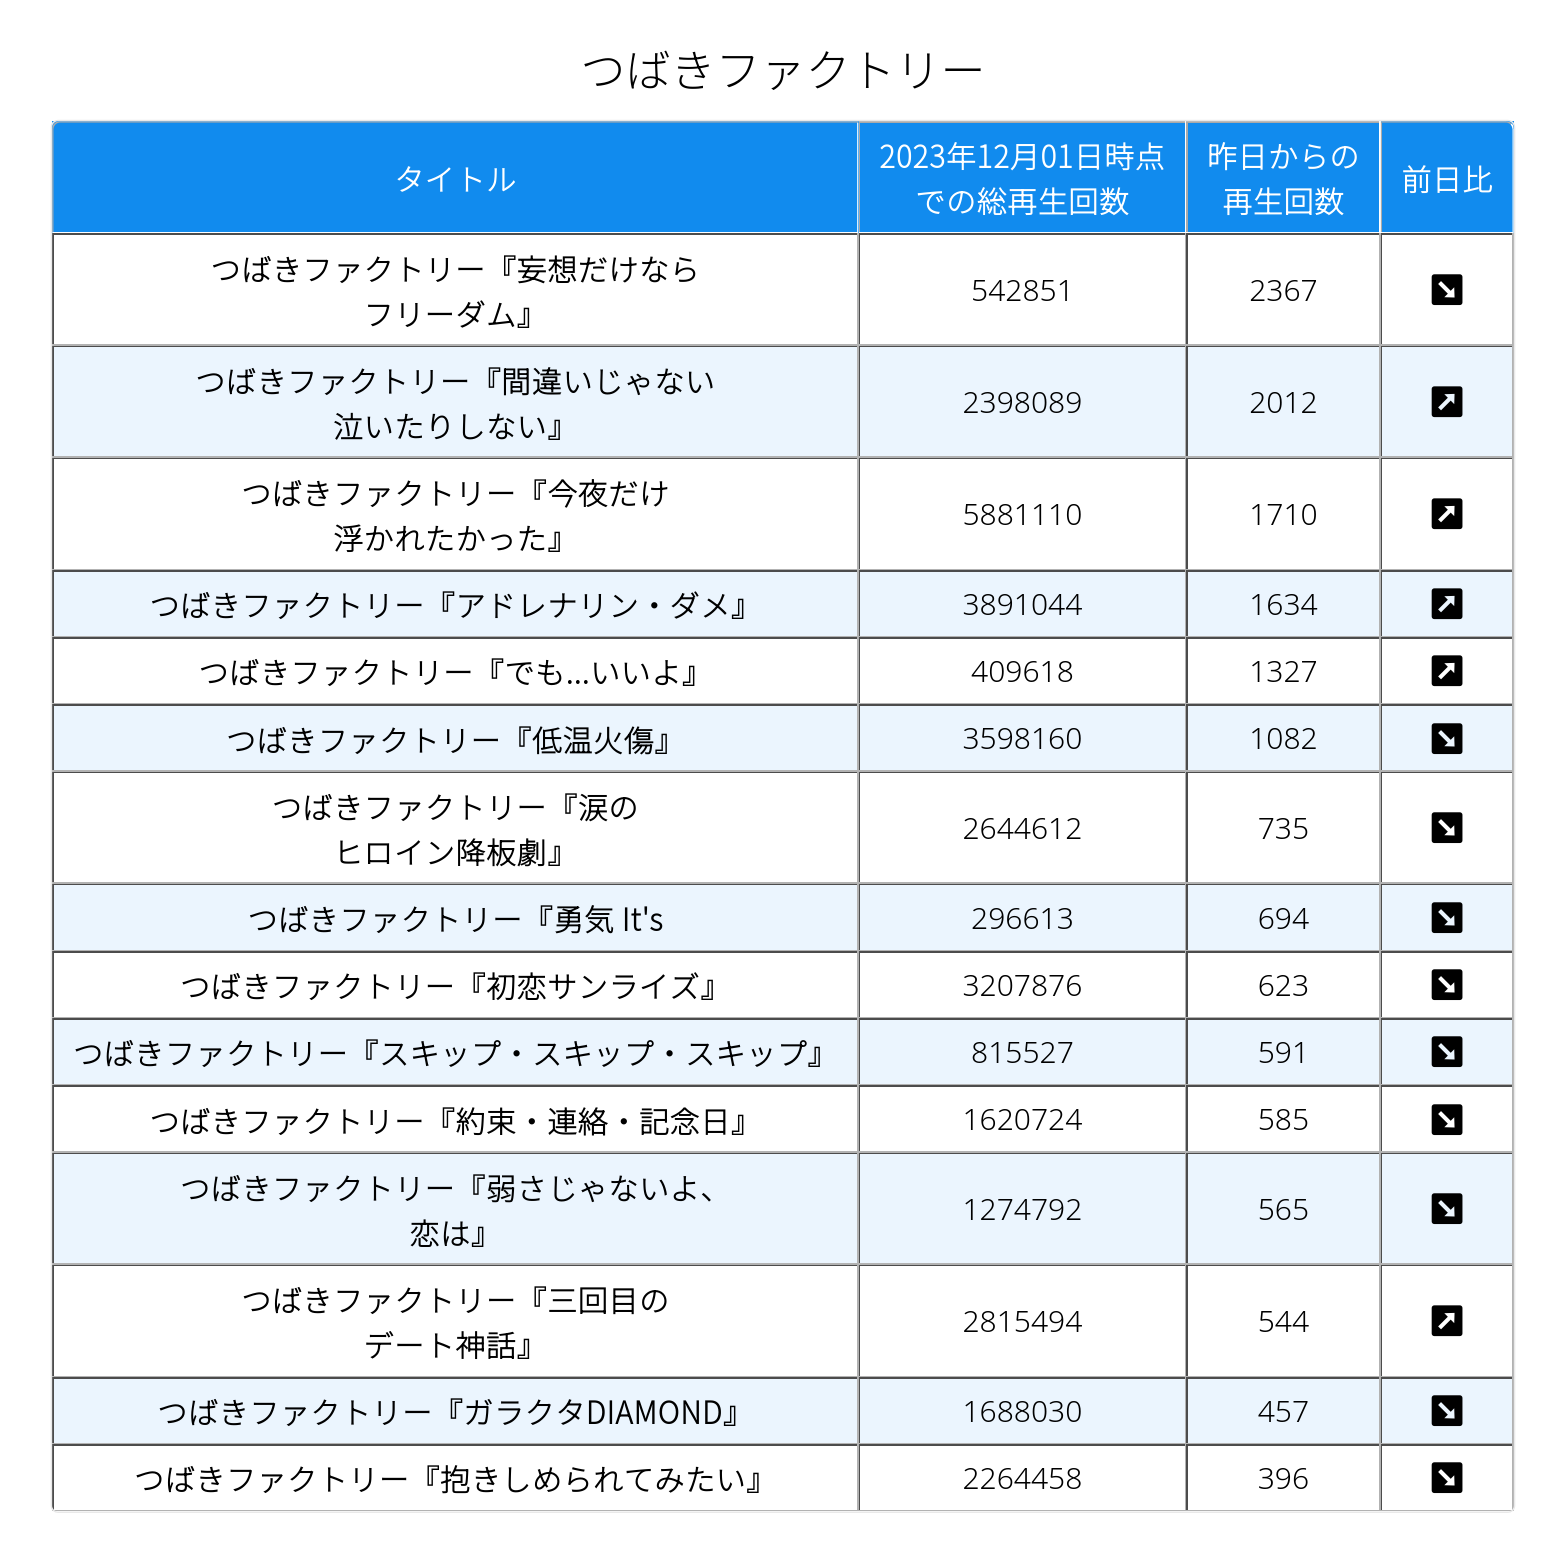 つばきファクトリー
タイトル
2023年12月01日時点
での総再生回数
昨日からの
再生回数
前日比
つばきファクトリー『妄想だけなら
フリーダム』
542851
2367
つばきファクトリー『間違いじゃない
泣いたりしない』
2398089
2012
つばきファクトリー『今夜だけ
浮かれたかった』
5881110
1710
つばきファクトリー『アドレナリン・ダメ』
3891044
1634
つばきファクトリー『でも...いいよ』
409618
1327
つばきファクトリー『低温火傷』
3598160
1082
つばきファクトリー『涙の
ヒロイン降板劇』
2644612
735
つばきファクトリー『勇気 It's
296613
694
つばきファクトリー『初恋サンライズ』
3207876
623
つばきファクトリー『スキップ・スキップ・スキップ』
815527
591
つばきファクトリー『約束・連絡・記念日』
1620724
585
つばきファクトリー『弱さじゃないよ、
恋は』
1274792
565
つばきファクトリー『三回目の
デート神話』
2815494
544
つばきファクトリー『ガラクタDIAMOND』
1688030
457
つばきファクトリー『抱きしめられてみたい』
2264458
396